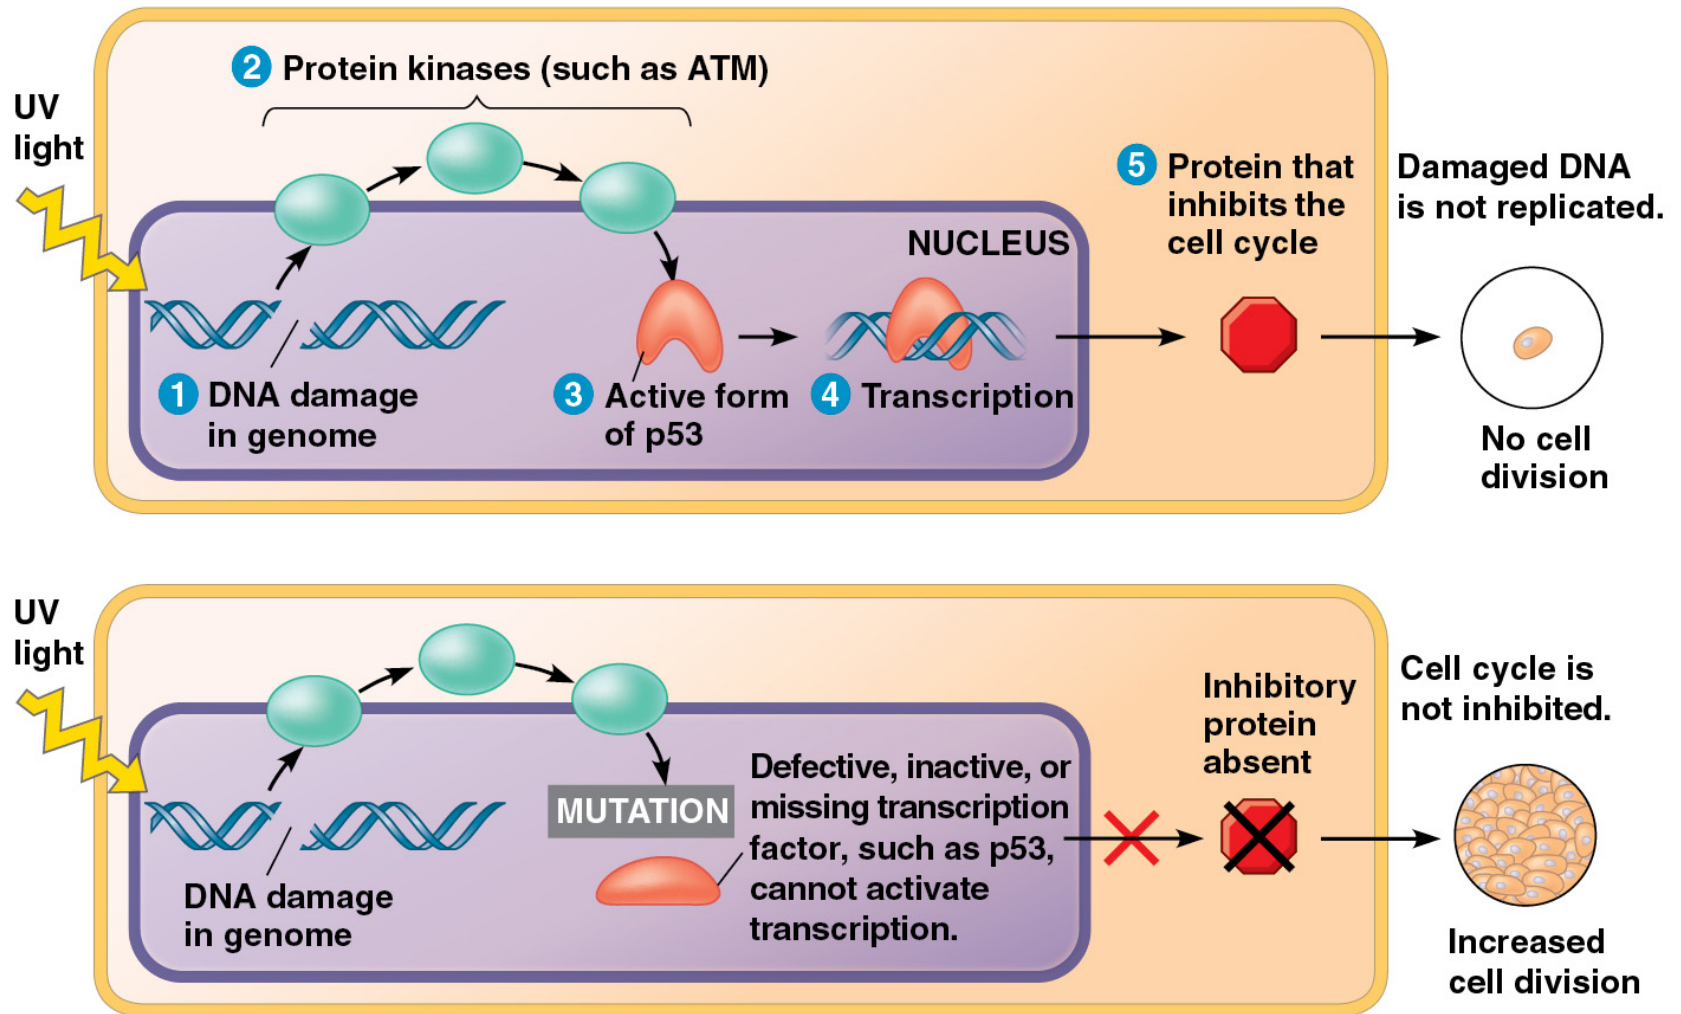 2 Protein kinases (such as ATM)
UV
light
5 Protein that
inhibits the
cell cycle
Damaged DNA
is not replicated.
NUCLEUS
1 DNA damage
in genome
3 Active form
of p53
4 Transcription
No cell
division
UV
light
MUTATION
Defective, inactive, or
missing transcription
factor, such as p53,
cannot activate
transcription.
Inhibitory
protein
absent
Cell cycle is
not inhibited.
DNA damage
in genome
Increased
cell division